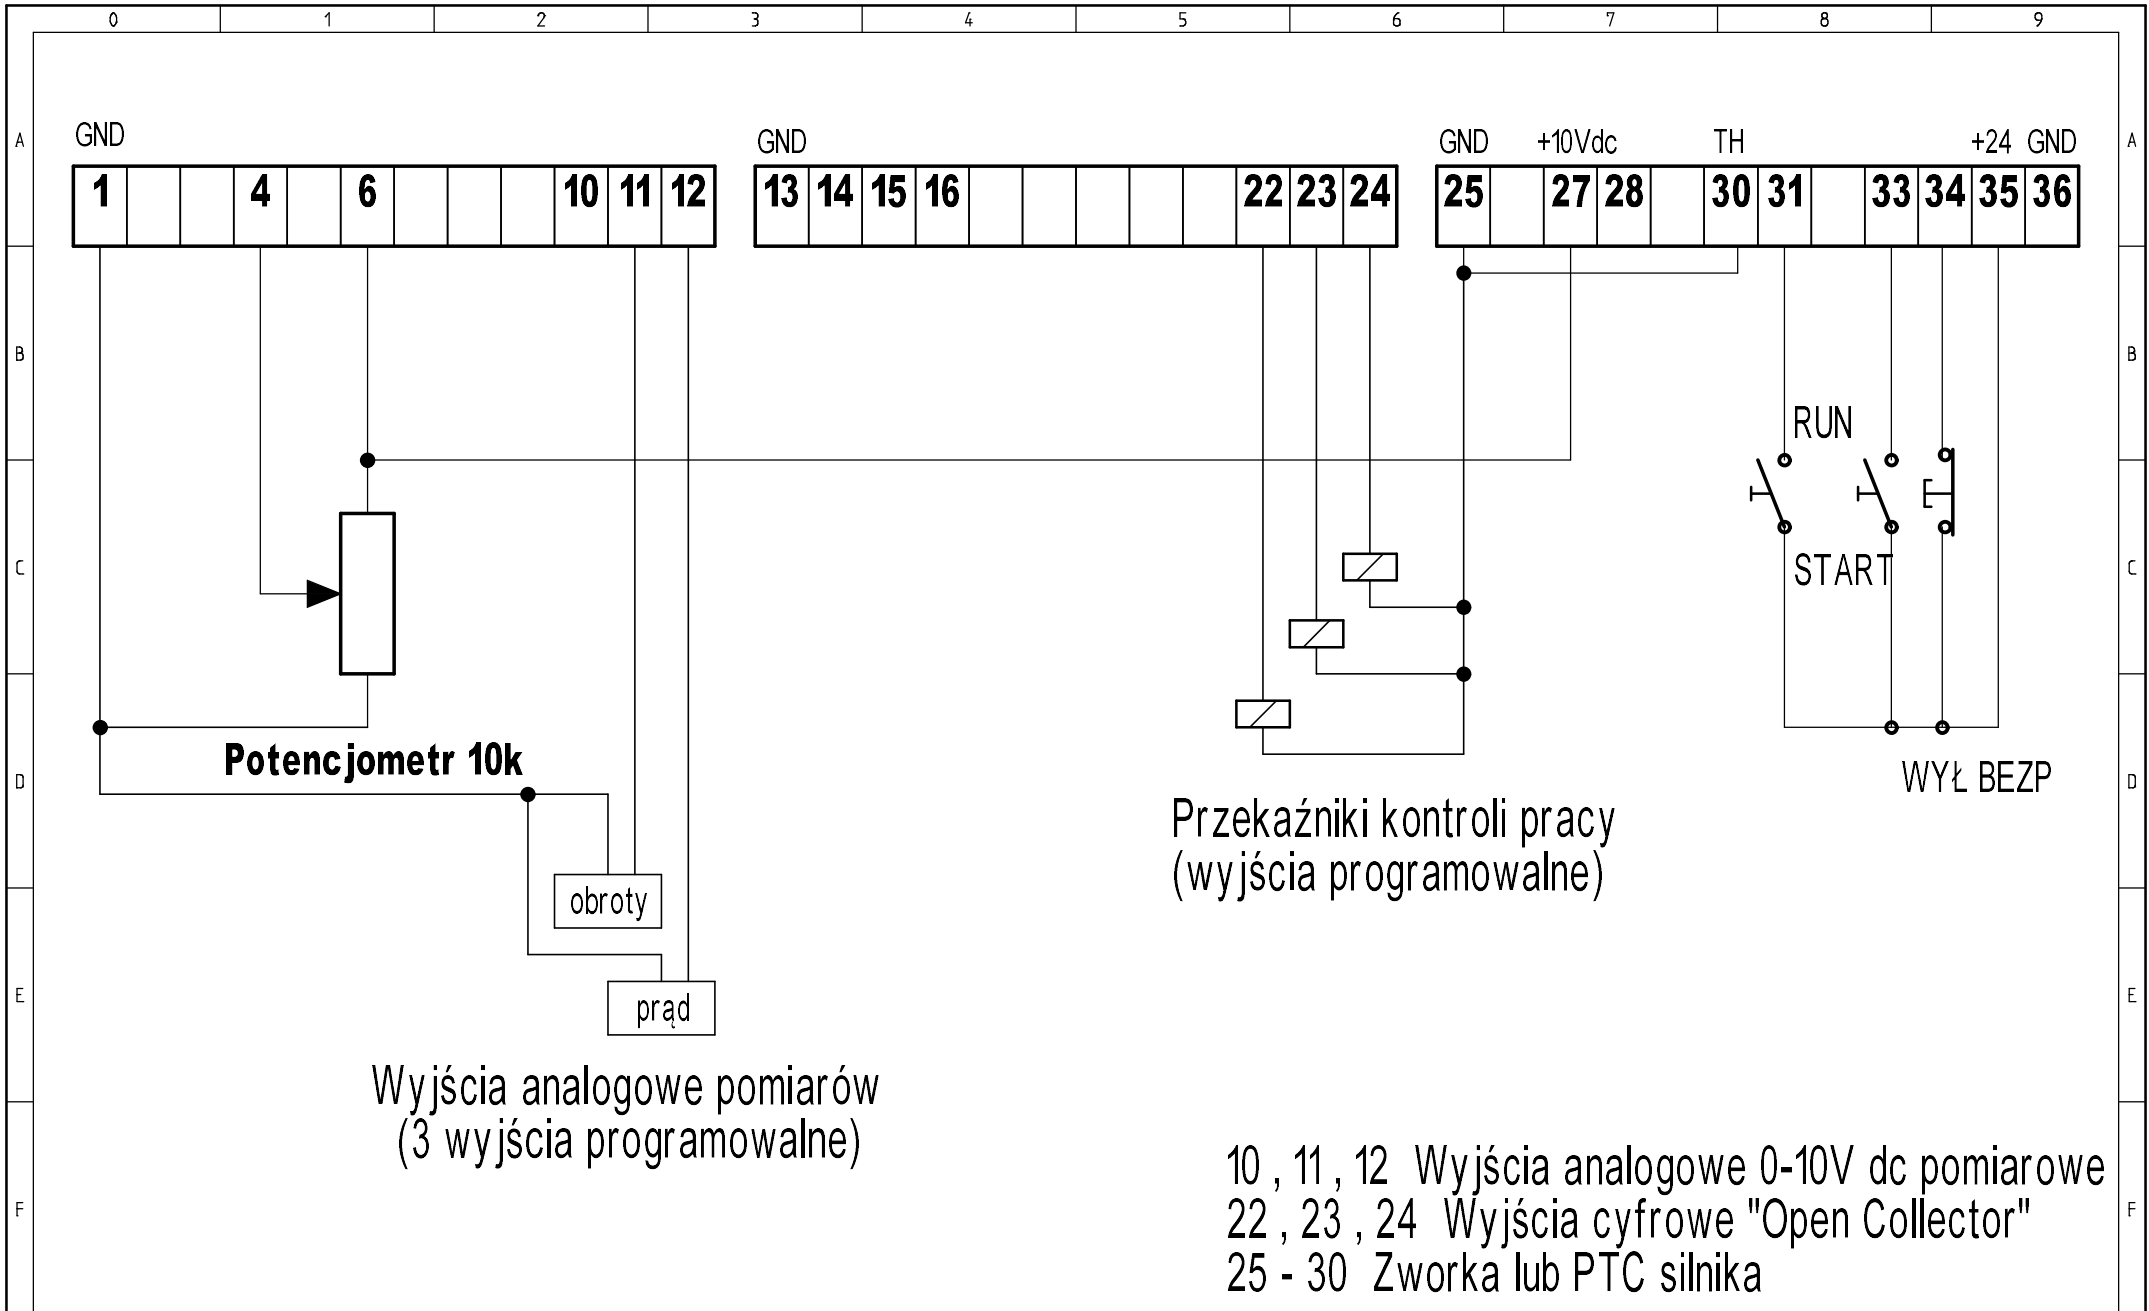 0 1 2 3 4 5 6 7 8 9
A GND GND GND +10Vdc TH +24 GND A
1 4 6 10 11 12 13 14 15 16 22 23 24 25 27 28 30 31 33 34 35 36
B B
RUN
C START C
Potencjometr 10k
D WYŁ BEZP D
Przekaźniki kontroli pracy
(wyjścia programowalne)
obroty
E prąd E
Wyjścia analogowe pomiarów
(3 wyjścia programowalne)
10 , 11 , 12 Wyjścia analogowe 0-10V dc pomiarowe
F 22 , 23 , 24 Wyjścia cyfrowe "Open Collector" F
25 - 30 Zworka lub PTC silnika